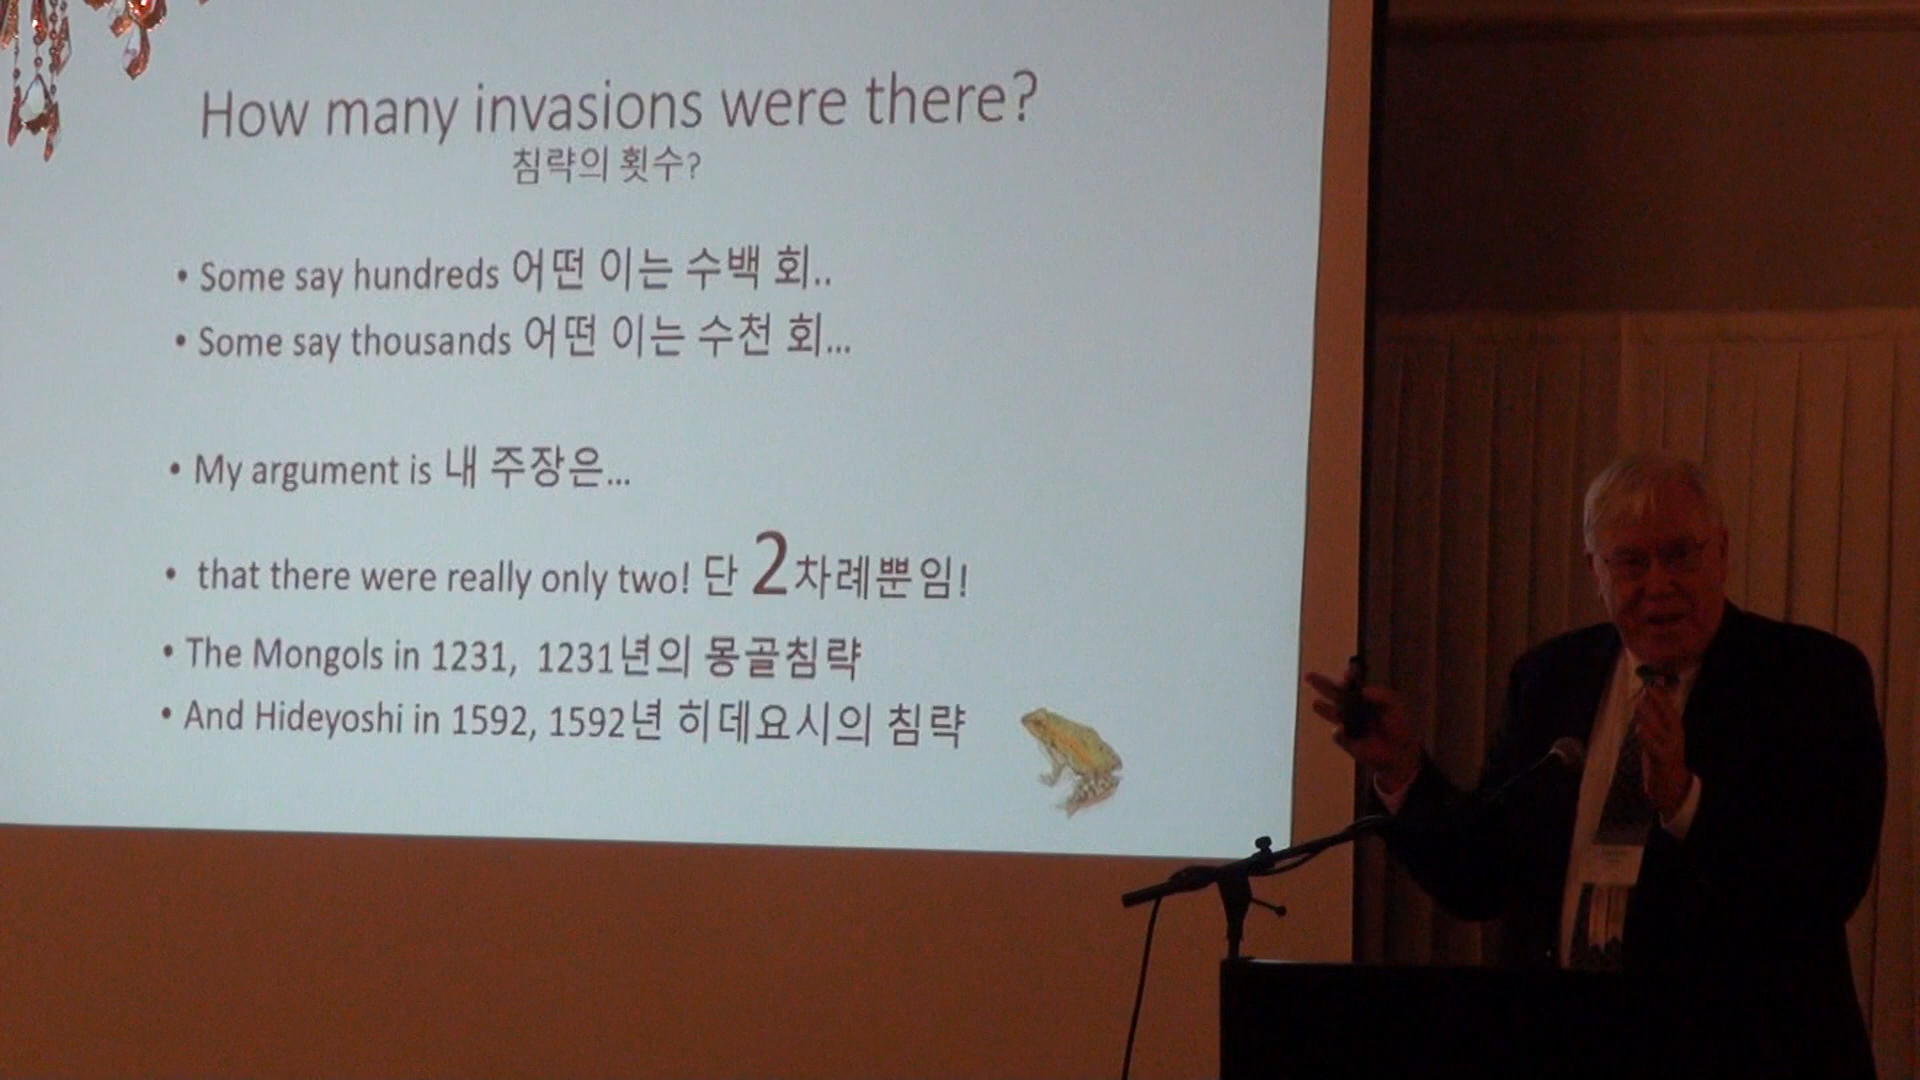 How many invasions were there?
침략의 횟수?
• Some say hundreds 어떤 이는 수백 회..
• Some say thousands 어떤 이는 수천 회...
• My argument is 내 주장은...
• that there were really only two! 단 2차례뿐임!
• The Mongols in 1231, 1231년의 몽골침략
• And Hideyoshi in 1592, 1592년 히데요시의 침략